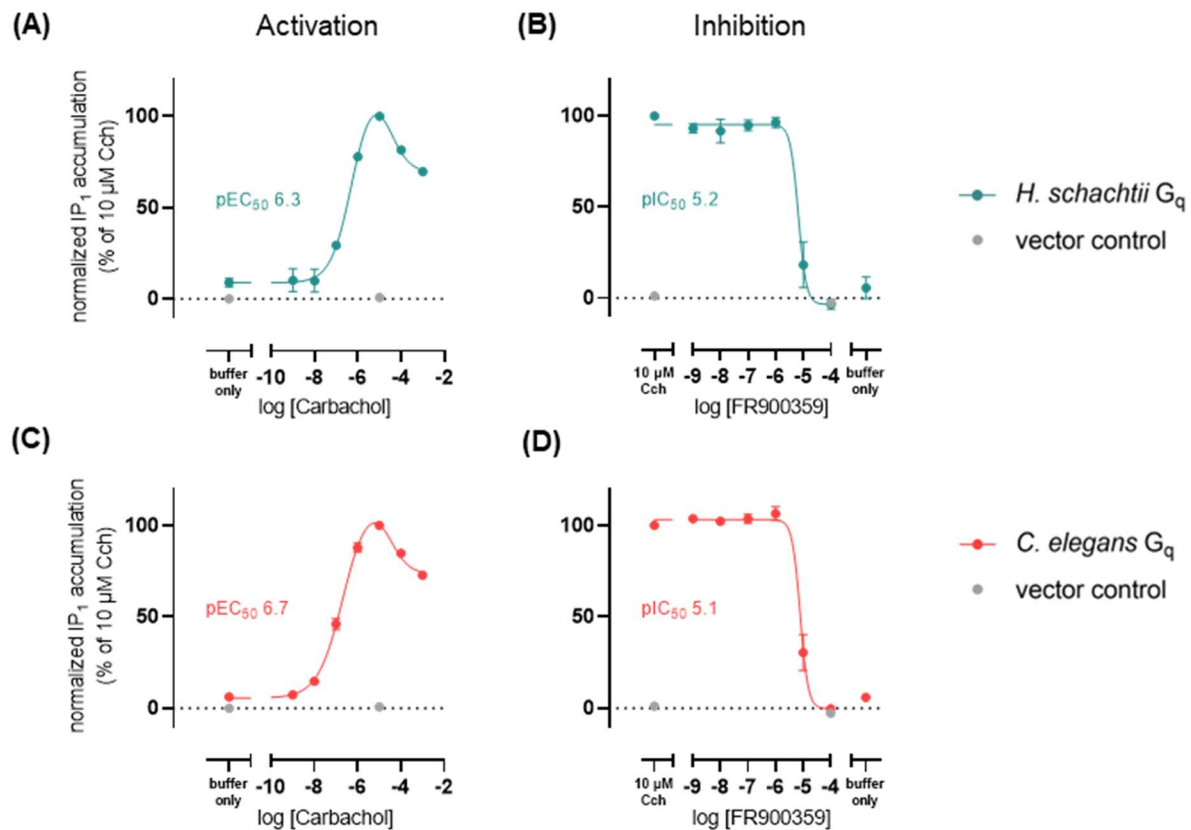 (A) Activation
normalized IP1 accumulation
(% of 10 µM Cch)
100
50
0
pEC50 6.3
buffer
only
-10 -8 -6 -4 -2
log [Carbachol]
(B) Inhibition
100
50
0
pIC50 5.2
10 µM
Cch
-9 -8 -7 -6 -5 -4
buffer
only
log [FR900359]
H. schachtii Gq
vector control
(C)
normalized IP1 accumulation
(% of 10 µM Cch)
100
50
0
pEC50 6.7
buffer
only
-10 -8 -6 -4 -2
log [Carbachol]
(D)
100
50
0
pIC50 5.1
10 µM
Cch
-9 -8 -7 -6 -5 -4
buffer
only
log [FR900359]
C. elegans Gq
vector control